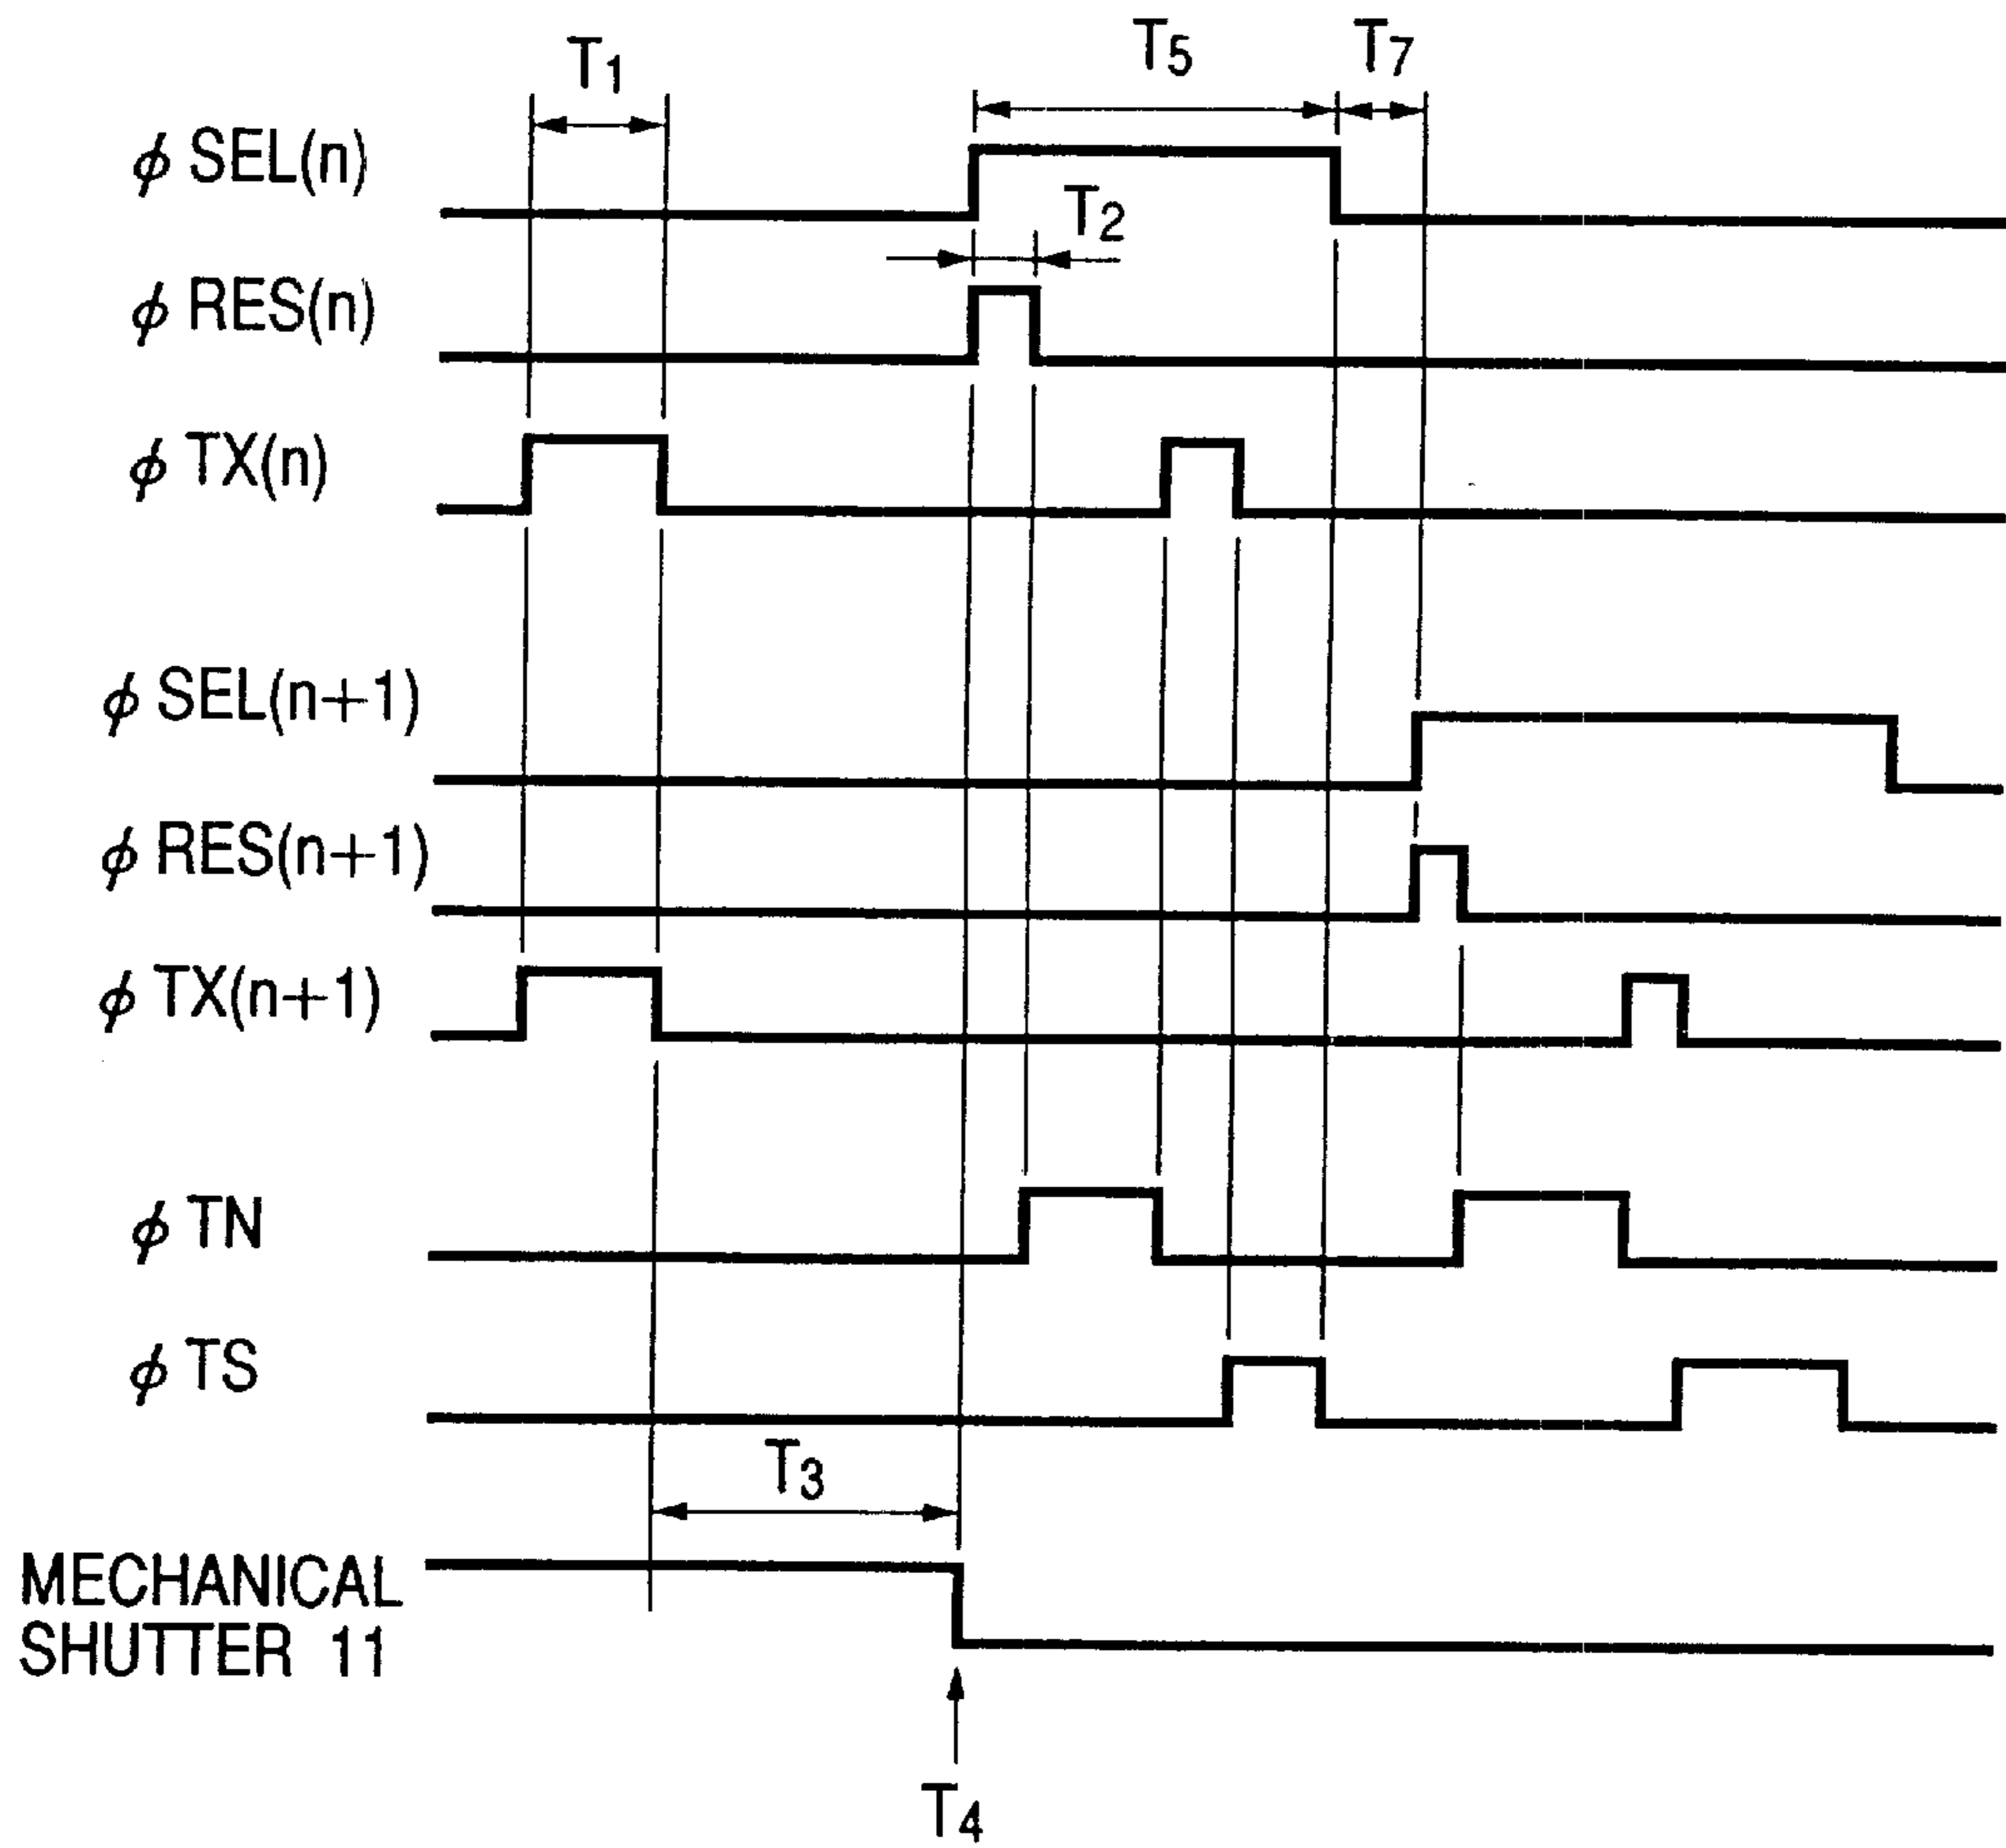 T1
T5
T7
ϕ SEL(n)
T2
ϕ RES(n)
ϕ TX(n)
ϕ SEL(n+1)
ϕ RES(n+1)
ϕ TX(n+1)
ϕ TN
ϕ TS
T3
MECHANICAL
SHUTTER 11
T4